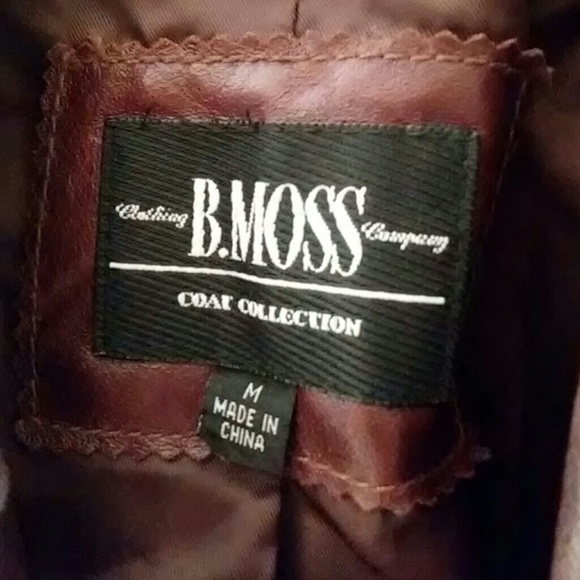 Clothing B.MOSS Company
COAT COLLECTION
M
MADE IN
CHINA